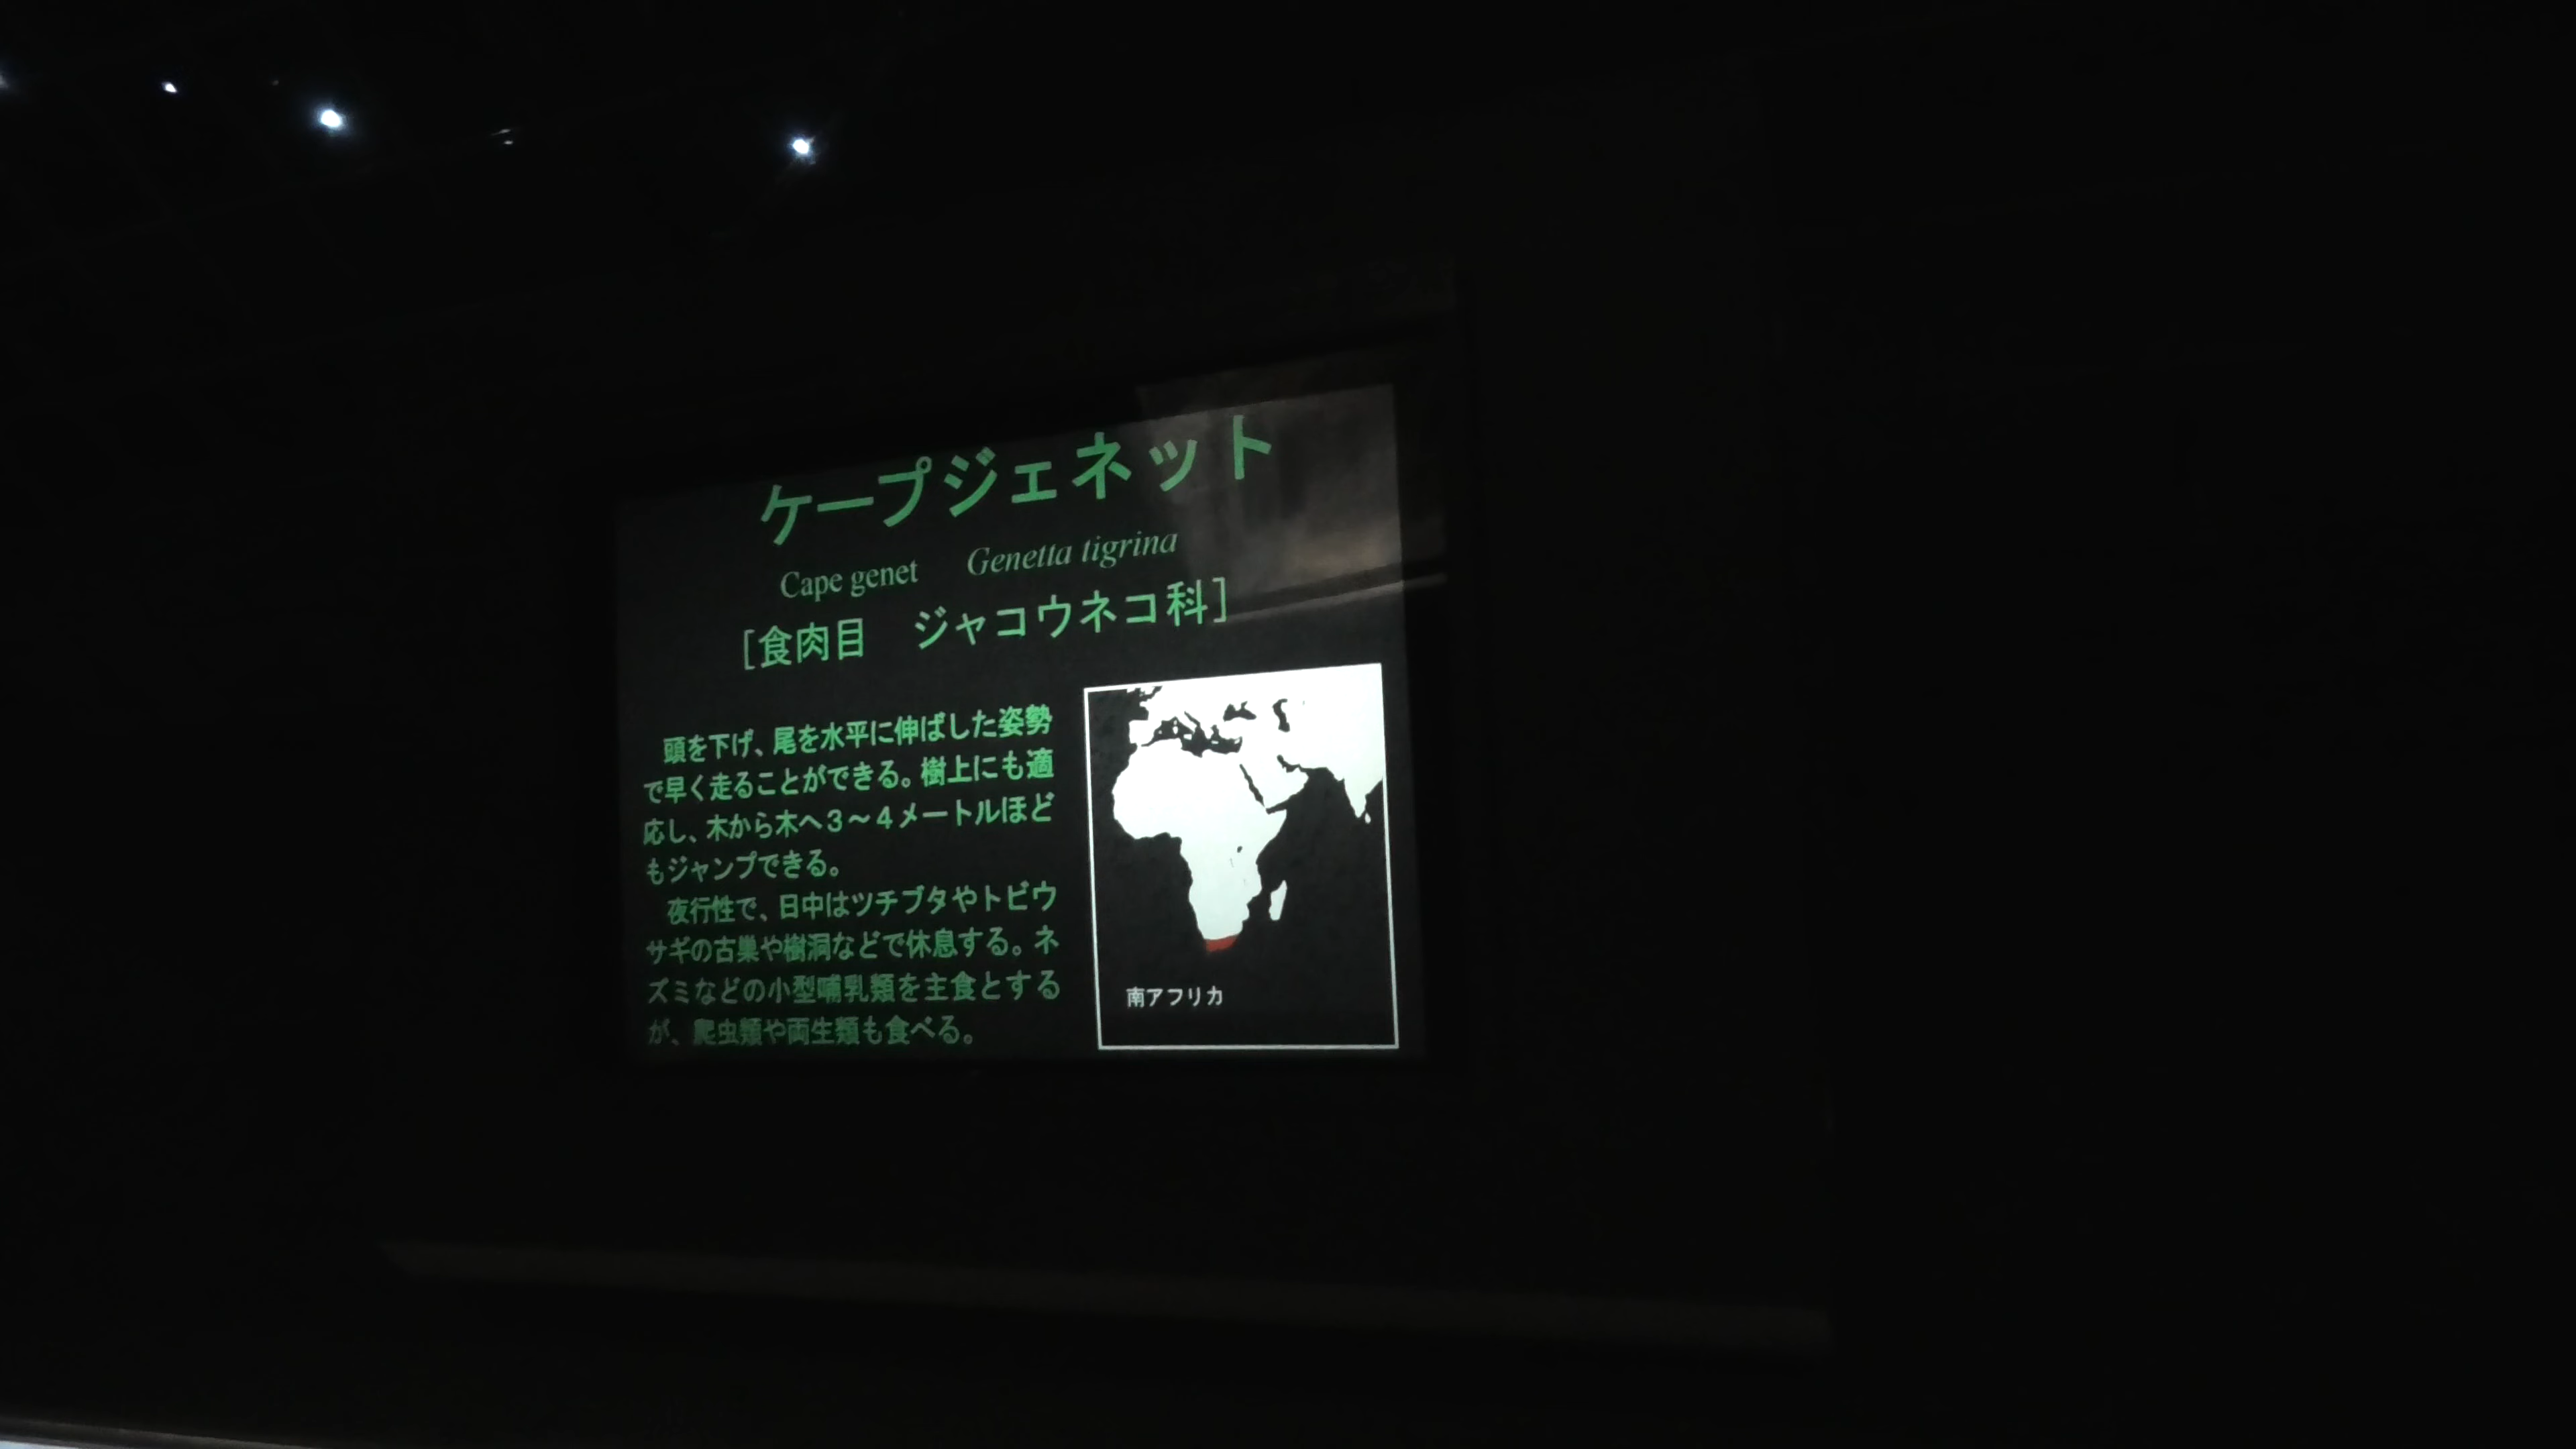 ケープジェネット
Cape genet Genetta tigrina
[食肉目 ジャコウネコ科]
頭を下げ、尾を水平に伸ばした姿勢
で早く走ることができる。樹上にも適
応し、木から木へ3～4メートルほど
もジャンプできる。
夜行性で、日中はツチブタやトビウ
サギの古巣や樹洞などで休息する。ネ
ズミなどの小型哺乳類を主食とする
が、爬虫類や両生類も食べる。
南アフリカ